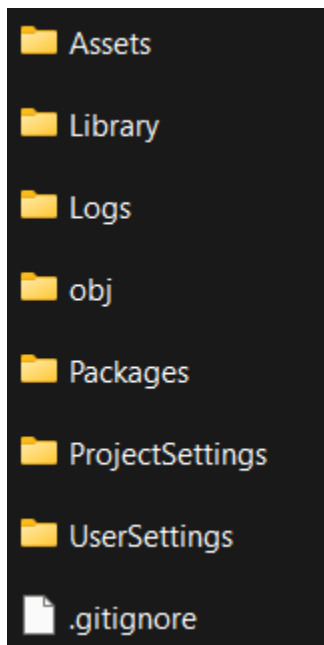 Assets
Library
Logs
obj
Packages
ProjectSettings
UserSettings
.gitignore